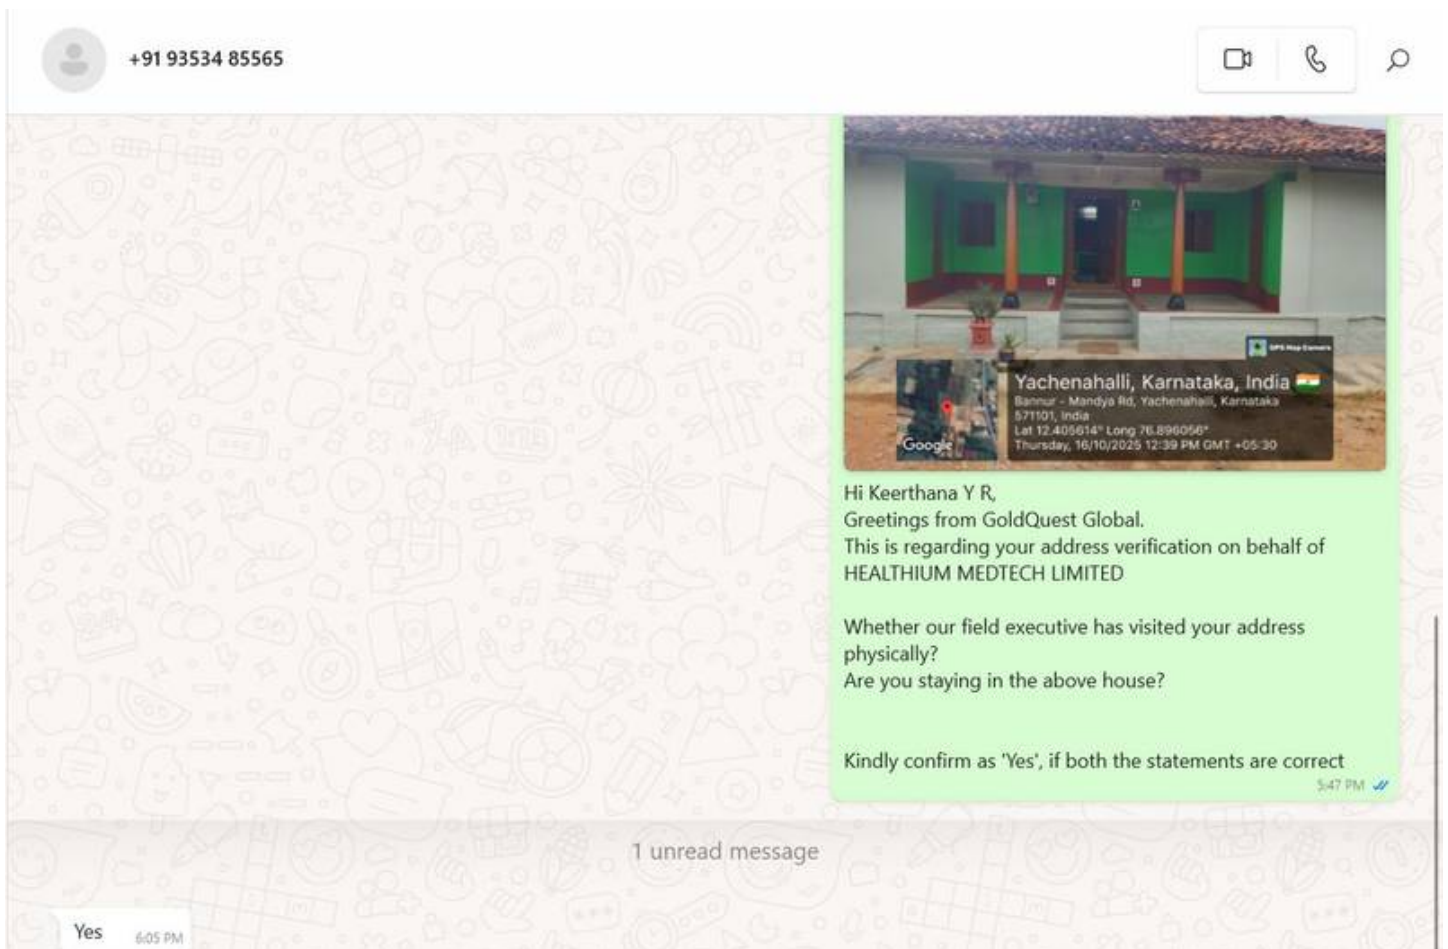 +91 93534 85565
GPS Map Camera
Yachenahalli, Karnataka, India
Bannur - Mandya Rd, Yachenahalli, Karnataka
571101, India
Lat 12.405614° Long 76.896056°
Thursday, 16/10/2025 12:39 PM GMT +05:30
Google
Hi Keerthana Y R,
Greetings from GoldQuest Global.
This is regarding your address verification on behalf of
HEALTHIUM MEDTECH LIMITED
Whether our field executive has visited your address
physically?
Are you staying in the above house?
Kindly confirm as 'Yes', if both the statements are correct
5:47 PM
1 unread message
Yes 6:05 PM